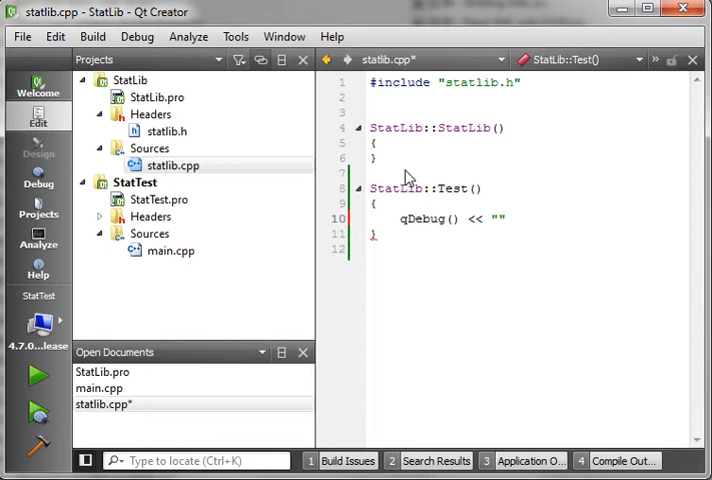 statlib.cpp - StatLib - Qt Creator
File Edit Build Debug Analyze Tools Window Help
Projects
statlib.cpp*
StatLib::Test()
Welcome
Edit
Design
Debug
Projects
Analyze
Help
StatTest
4.7.0...lease
StatLib
StatLib.pro
Headers
statlib.h
Sources
statlib.cpp
StatTest
StatTest.pro
Headers
Sources
main.cpp
Open Documents
StatLib.pro
main.cpp
statlib.cpp*
1 #include "statlib.h"
2
3
4 StatLib::StatLib()
5 {
6 }
7
8 StatLib::Test()
9 {
10 qDebug() << ""
11 }
12
Type to locate (Ctrl+K)
1 Build Issues
2 Search Results
3 Application O...
4 Compile Out...